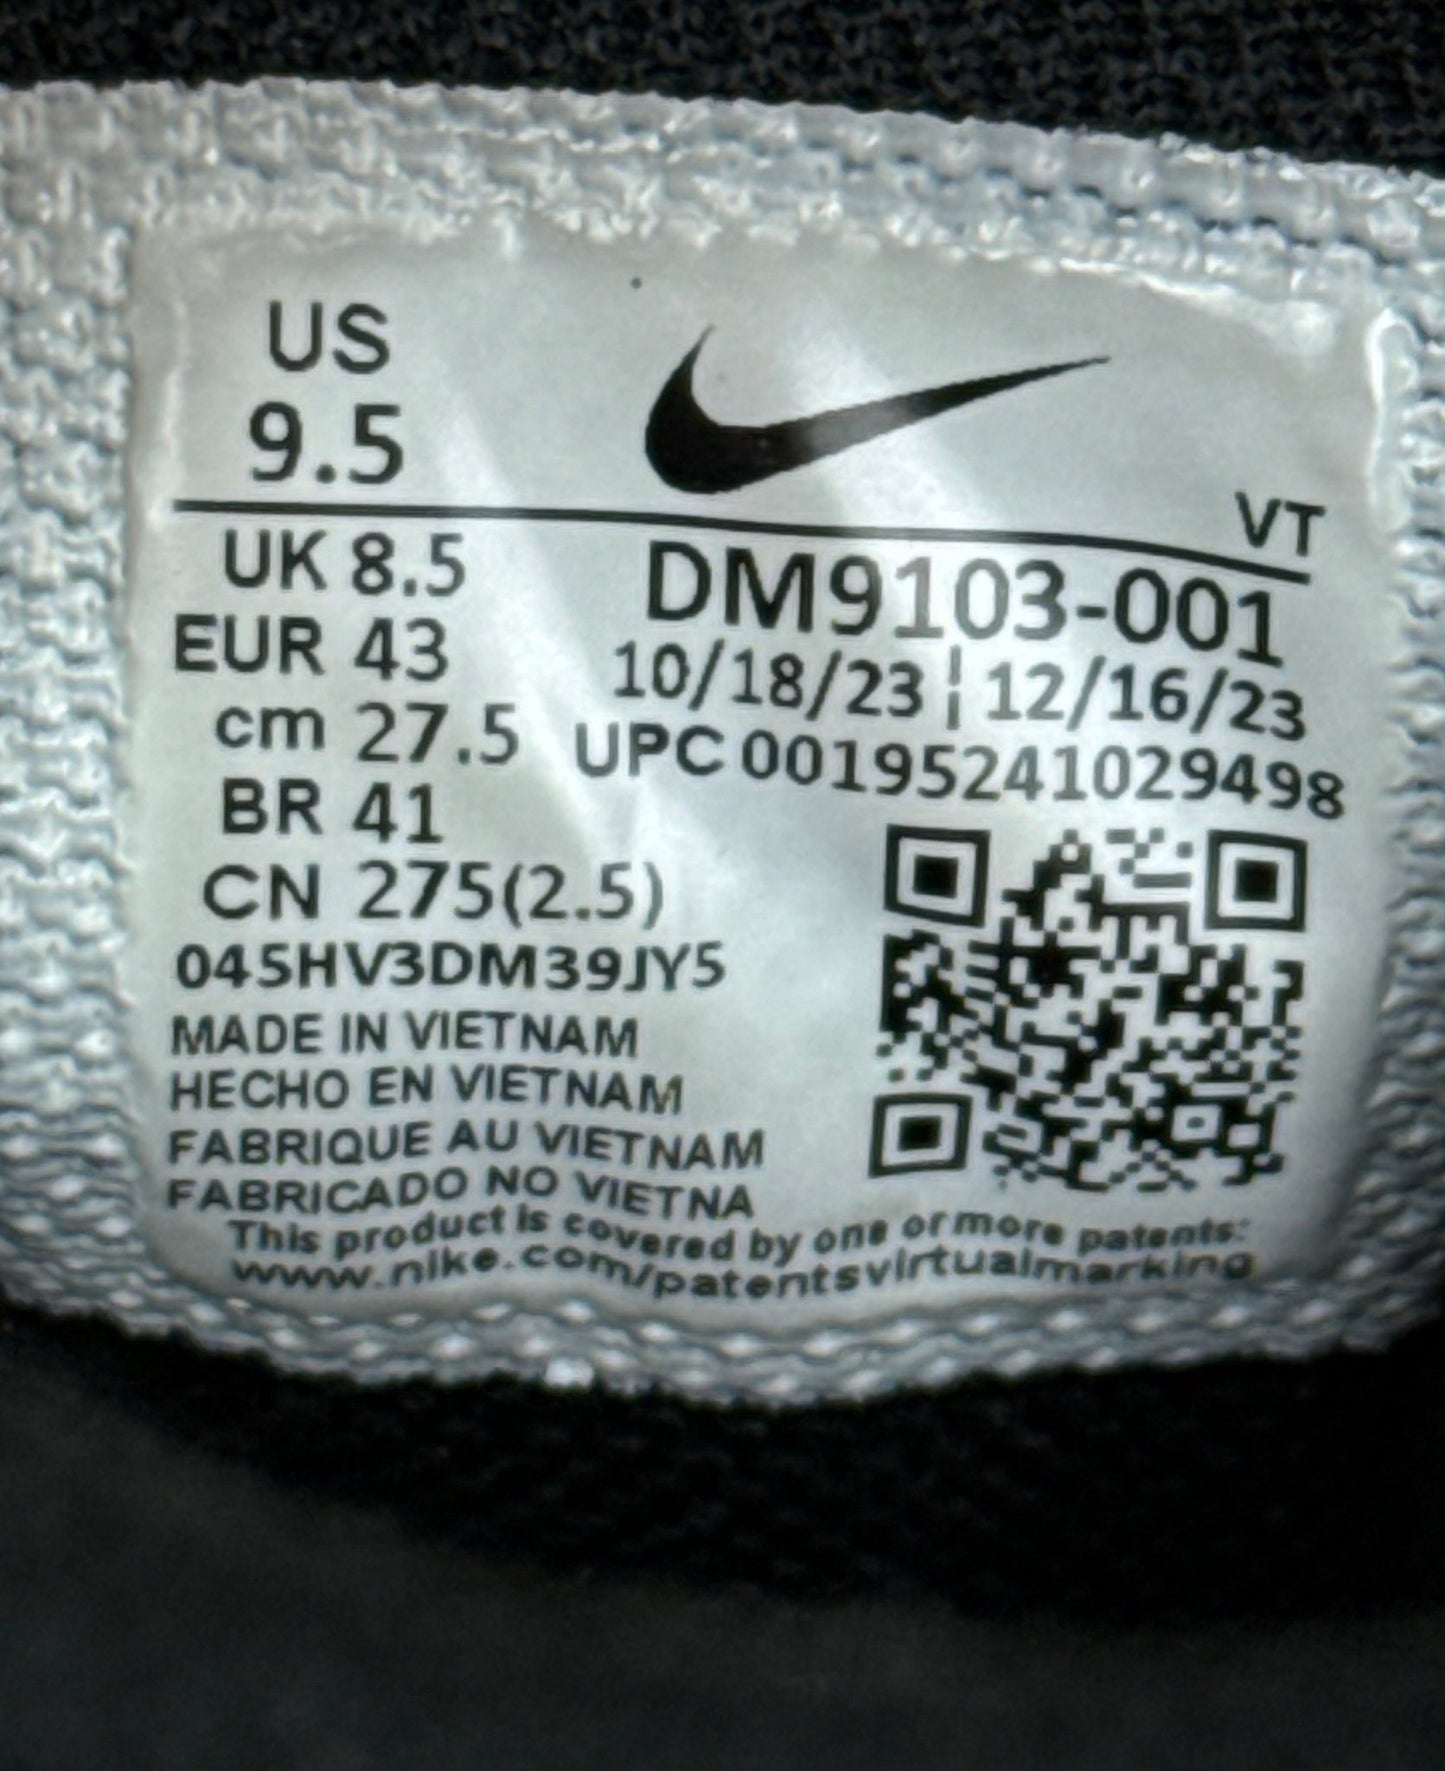 US
9.5
VT
UK 8.5
EUR 43
cm 27.5
BR 41
CN 275(2.5)
DM9103-001
10/18/23 ¦ 12/16/23
UPC 00195241029498
045HV3DM39JY5
MADE IN VIETNAM
HECHO EN VIETNAM
FABRIQUE AU VIETNAM
FABRICADO NO VIETNA
This product is covered by one or more patents:
www.nike.com/patentsvirtualmarking